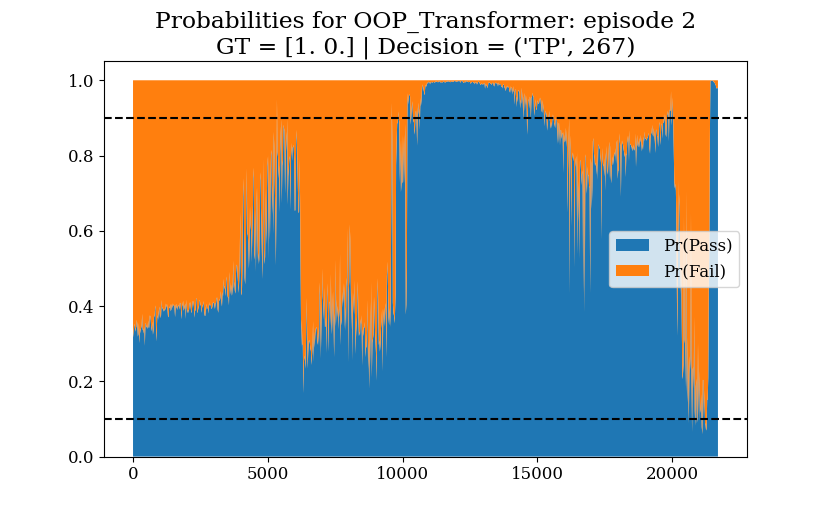 Probabilities for OOP_Transformer: episode 2
GT = [1. 0.] | Decision = ('TP', 267)
1.0
0.8
0.6
0.4
0.2
0.0
Pr(Pass)
Pr(Fail)
0 5000 10000 15000 20000